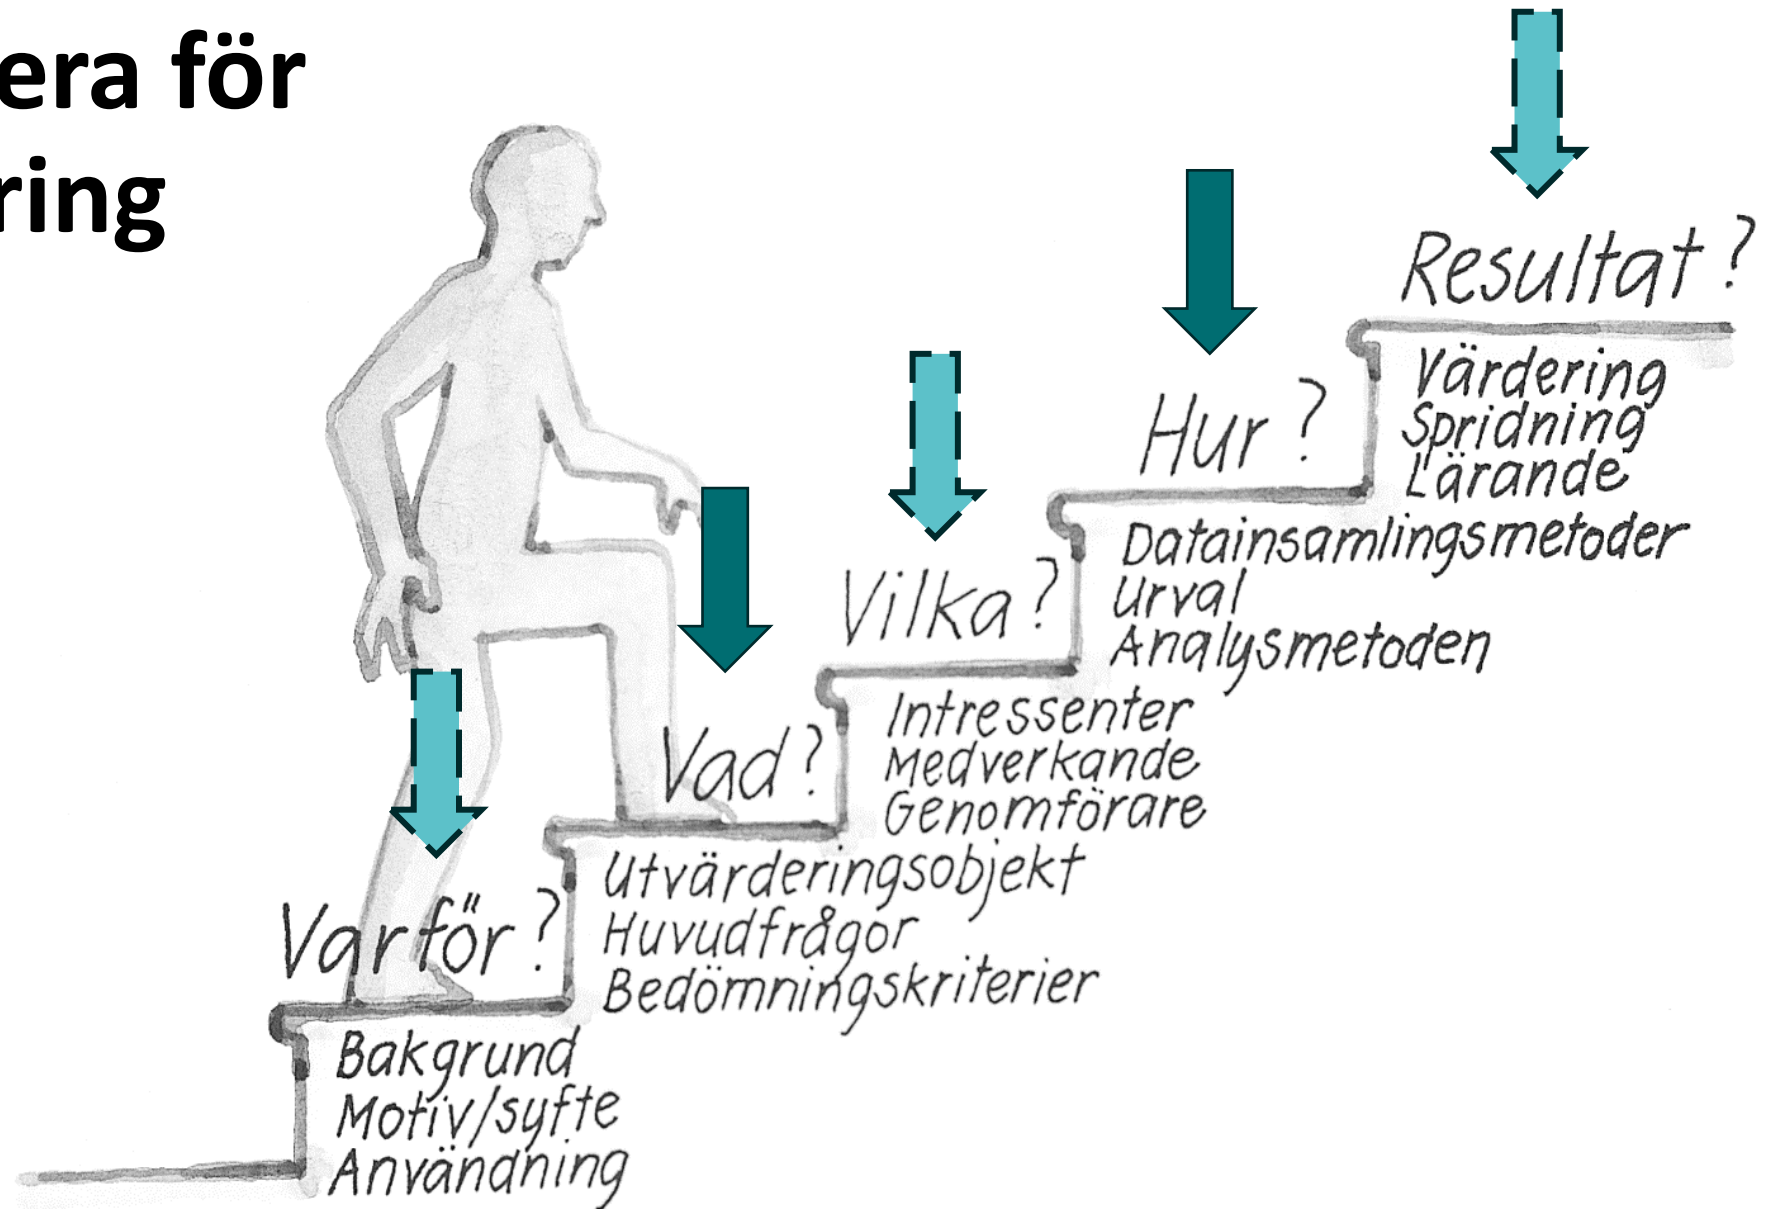 era för
ring
Resultat?
Värdering
Spridning
Lärande
Hur?
Datainsamlingsmetoder
Urval
Analysmetoden
Vilka?
Intressenter
Medverkande
Genomförare
Vad?
Utvärderingsobjekt
Huvudfrågor
Bedömningskriterier
Varför?
Bakgrund
Motiv/syfte
Användning